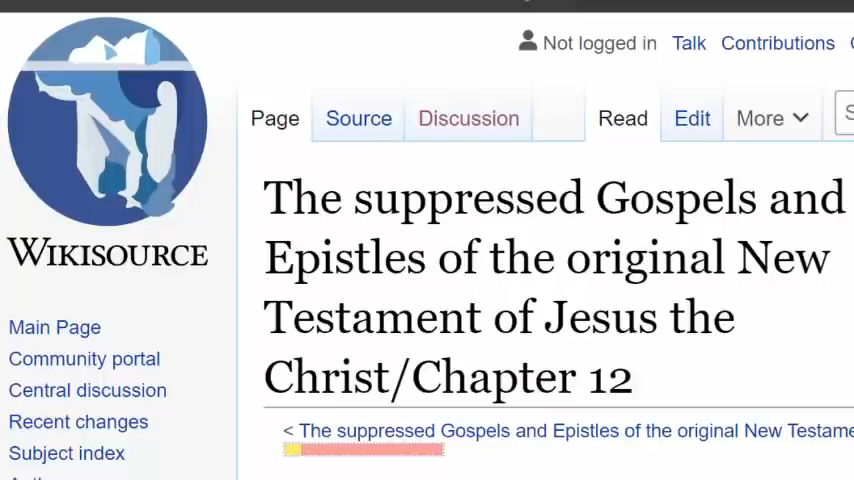 Not logged in Talk Contributions
Page Source Discussion Read Edit More
The suppressed Gospels and
Epistles of the original New
Testament of Jesus the
Christ/Chapter 12
< The suppressed Gospels and Epistles of the original New Testame
WIKISOURCE
Main Page
Community portal
Central discussion
Recent changes
Subject index